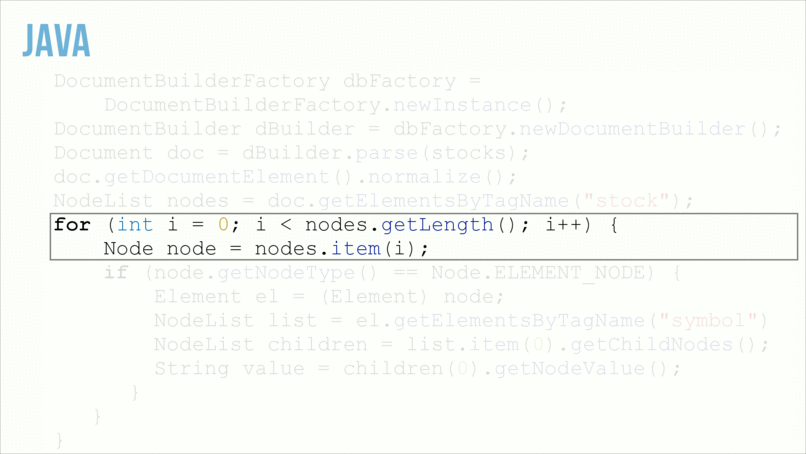 JAVA
DocumentBuilderFactory dbFactory =
DocumentBuilderFactory.newInstance();
DocumentBuilder dBuilder = dbFactory.newDocumentBuilder();
Document doc = dBuilder.parse(stocks);
doc.getDocumentElement().normalize();
NodeList nodes = doc.getElementsByTagName("stock");
for (int i = 0; i < nodes.getLength(); i++) {
Node node = nodes.item(i);
if (node.getNodeType() == Node.ELEMENT_NODE) {
Element el = (Element) node;
NodeList list = el.getElementsByTagName("symbol")
NodeList children = list.item(0).getChildNodes();
String value = children(0).getNodeValue();
}
}
}